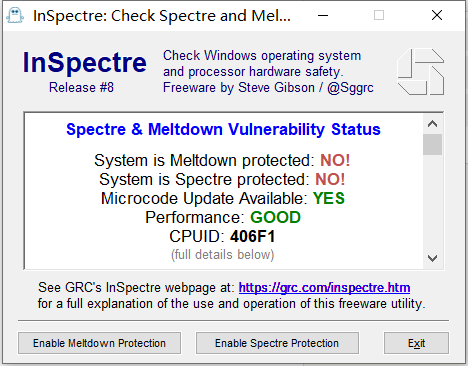 InSpectre: Check Spectre and Mel...
InSpectre
Release #8
Check Windows operating system
and processor hardware safety.
Freeware by Steve Gibson / @Sggrc
Spectre & Meltdown Vulnerability Status
System is Meltdown protected: NO!
System is Spectre protected: NO!
Microcode Update Available: YES
Performance: GOOD
CPUID: 406F1
(full details below)
See GRC's InSpectre webpage at: https://grc.com/inspectre.htm
for a full explanation of the use and operation of this freeware utility.
Enable Meltdown Protection
Enable Spectre Protection
Exit